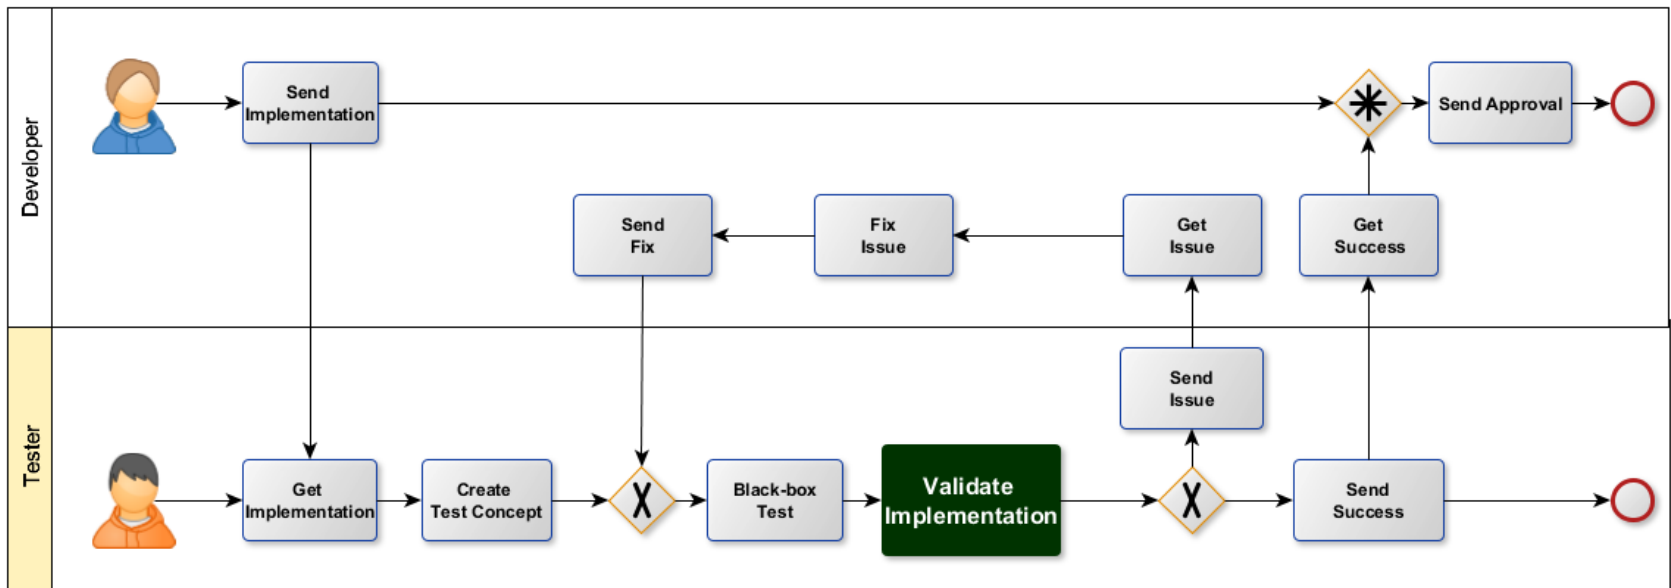 Developer
Send
Implementation
Send Approval
Send
Fix
Fix
Issue
Get
Issue
Get
Success
Tester
Send
Issue
Get
Implementation
Create
Test Concept
X
Black-box
Test
Validate
Implementation
X
Send
Success